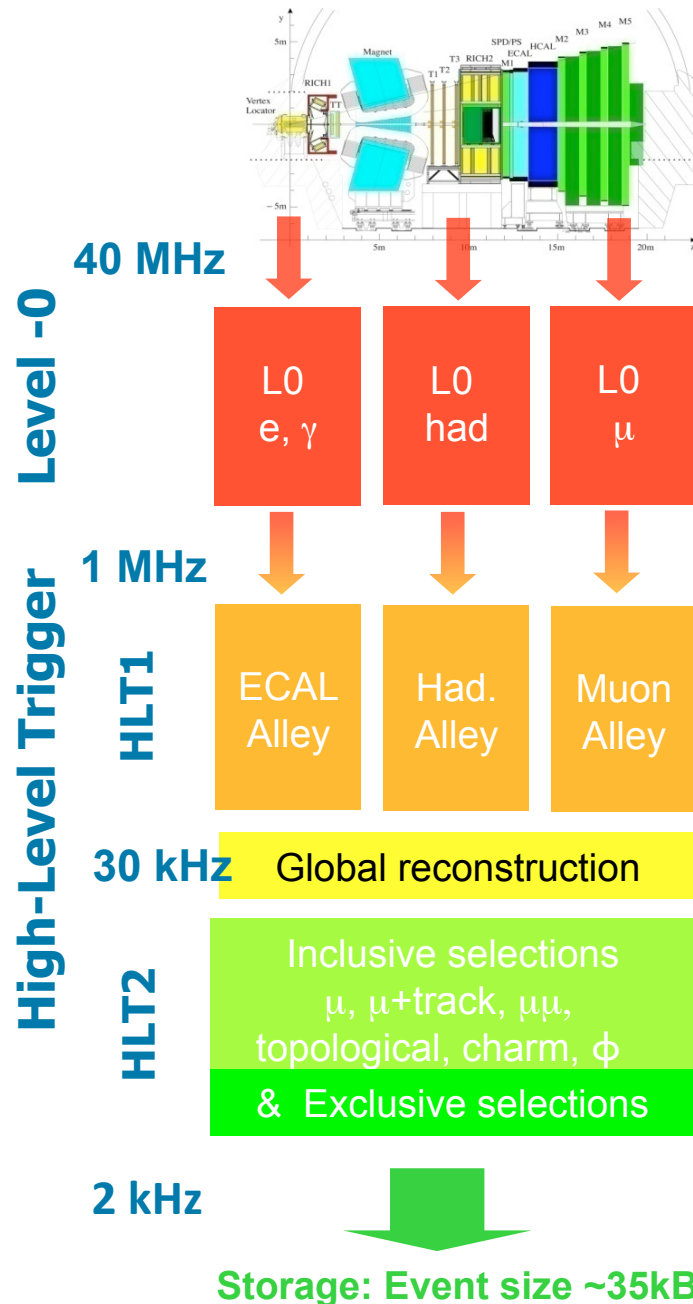 y
5m
Magnet
SPD/PS
ECAL
HCAL
M1
M2
M3
M4
M5
T1
T2
T3
RICH2
RICH1
TT
Vertex
Locator
- 5m
5m
10m
15m
20m
z
40 MHz
Level -0
L0
e, γ
L0
had
L0
μ
1 MHz
High-Level Trigger
HLT1
ECAL
Alley
Had.
Alley
Muon
Alley
30 kHz
Global reconstruction
HLT2
Inclusive selections
μ, μ+track, μμ,
topological, charm, ϕ
& Exclusive selections
2 kHz
Storage: Event size ~35kB